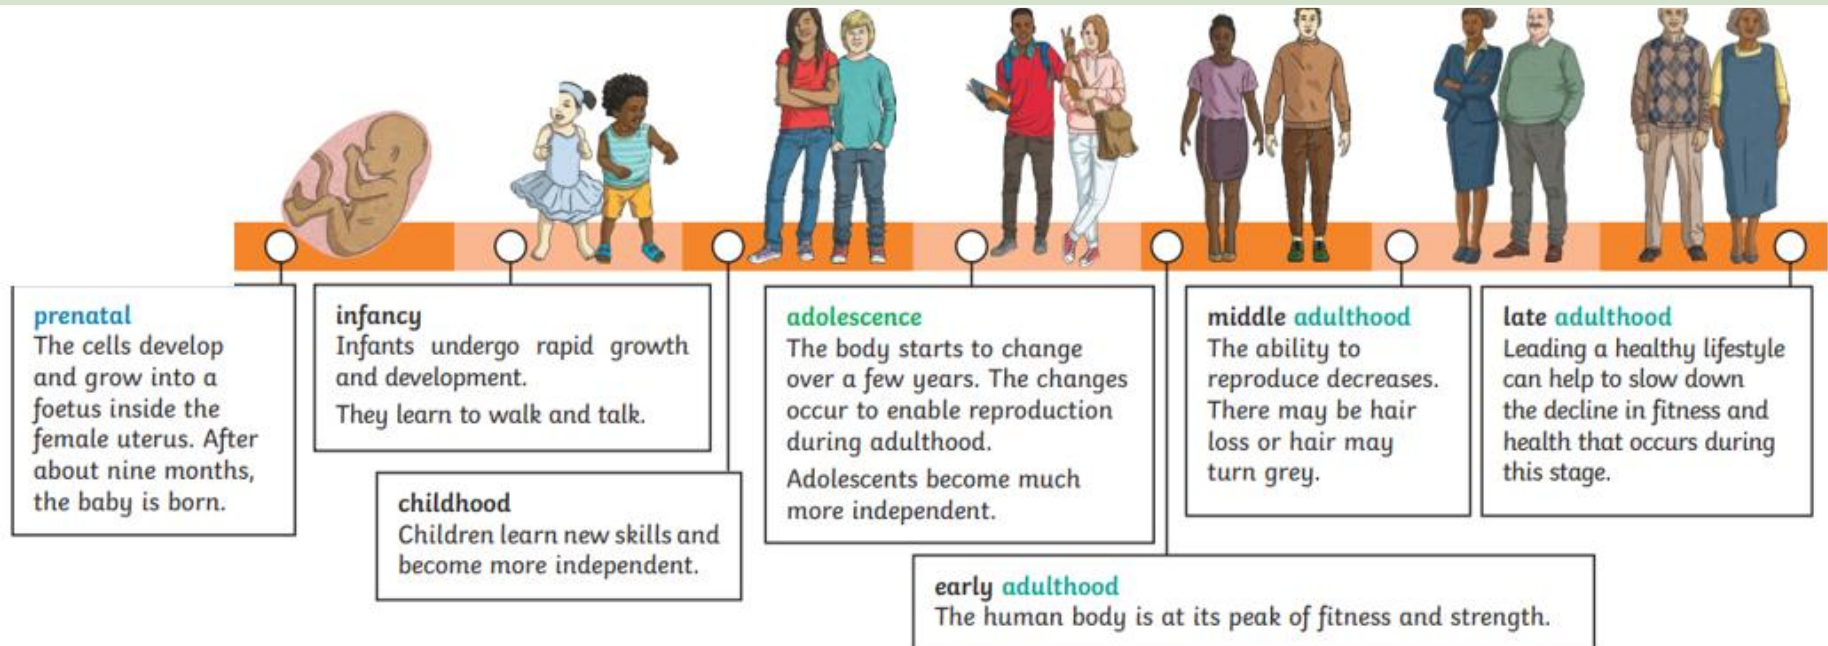 prenatal
The cells develop
and grow into a
foetus inside the
female uterus. After
about nine months,
the baby is born.
infancy
Infants undergo rapid growth
and development.
They learn to walk and talk.
childhood
Children learn new skills and
become more independent.
adolescence
The body starts to change
over a few years. The changes
occur to enable reproduction
during adulthood.
Adolescents become much
more independent.
early adulthood
The human body is at its peak of fitness and strength.
middle adulthood
The ability to
reproduce decreases.
There may be hair
loss or hair may
turn grey.
late adulthood
Leading a healthy lifestyle
can help to slow down
the decline in fitness and
health that occurs during
this stage.